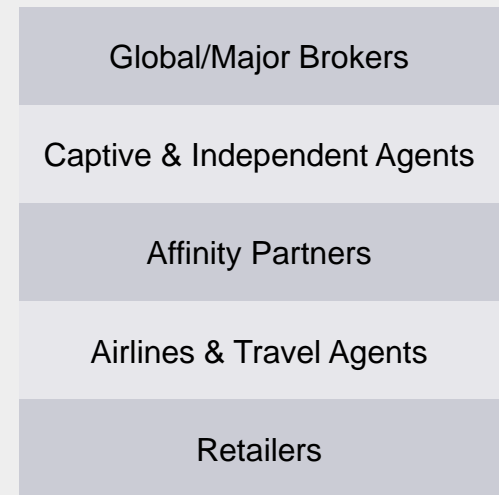 Global/Major Brokers
Captive & Independent Agents
Affinity Partners
Airlines & Travel Agents
Retailers